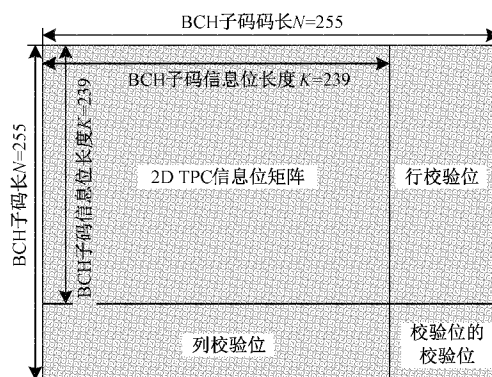 BCH子码码长N=255
BCH子码信息位长度 K=239
BCH子码长N=255
BCH子码信息位长度K=239
2D TPC信息位矩阵
行校验位
列校验位
校验位的
校验位